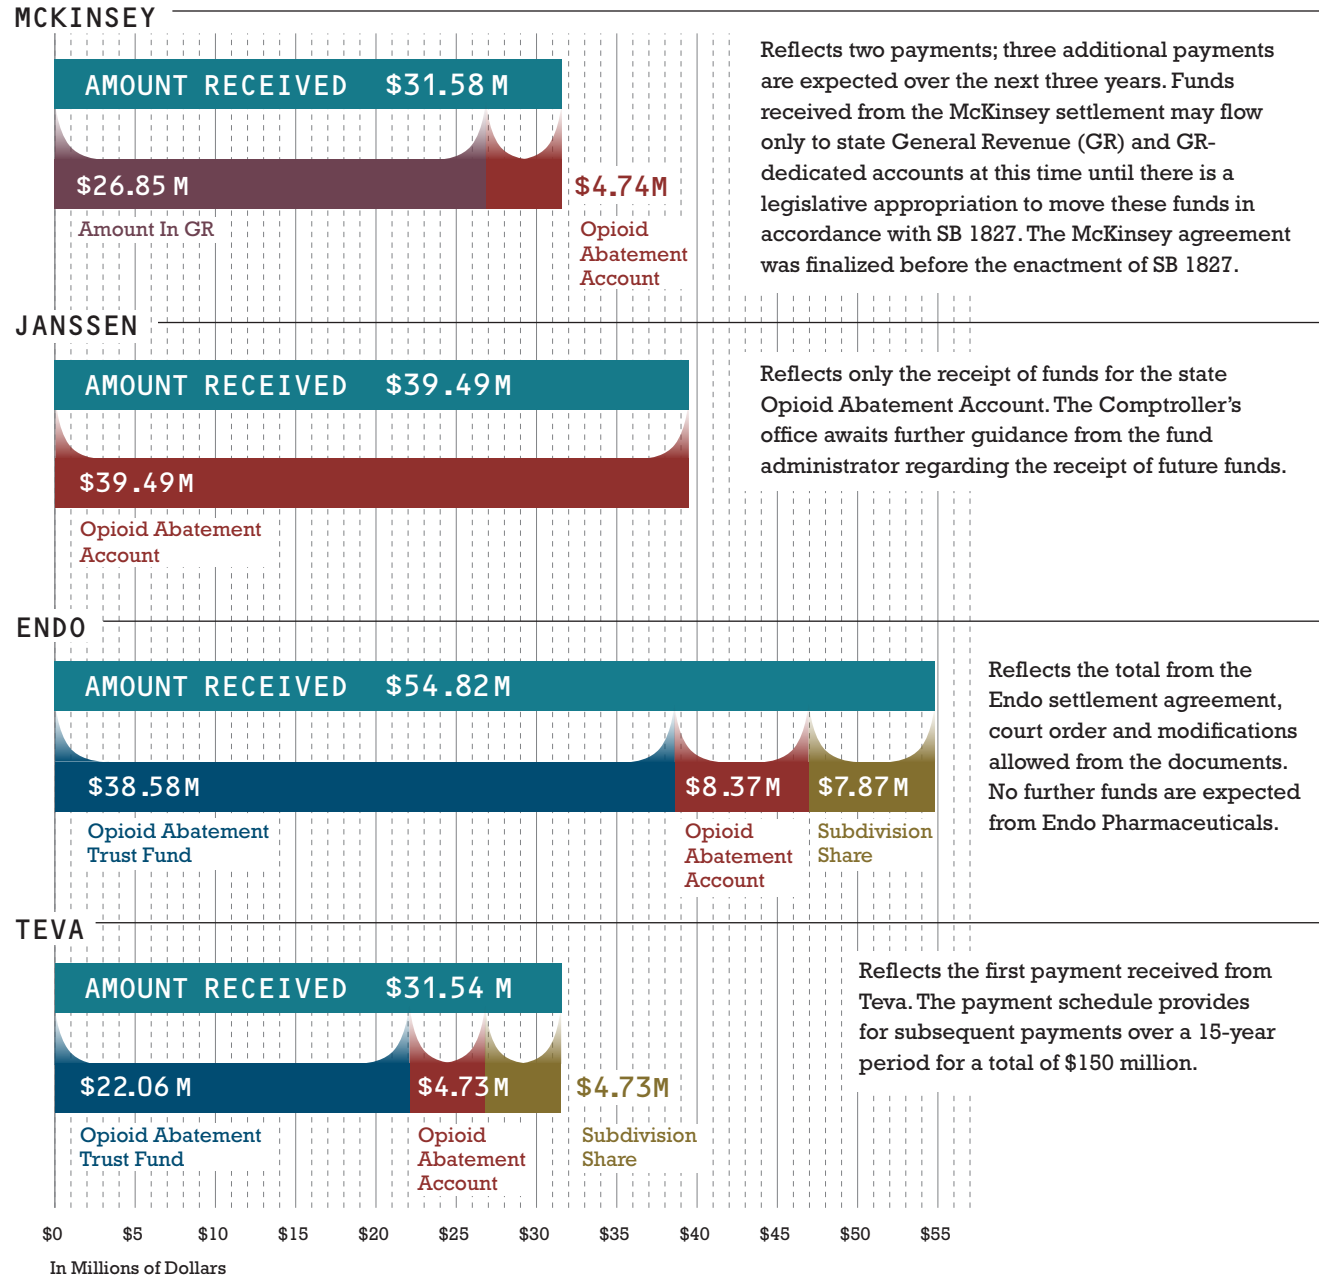 MCKINSEY
AMOUNT RECEIVED $31.58 M
$26.85 M
$4.74M
Amount In GR
Opioid
Abatement
Account
Reflects two payments; three additional payments
are expected over the next three years. Funds
received from the McKinsey settlement may flow
only to state General Revenue (GR) and GR-
dedicated accounts at this time until there is a
legislative appropriation to move these funds in
accordance with SB 1827. The McKinsey agreement
was finalized before the enactment of SB 1827.
JANSSEN
AMOUNT RECEIVED $39.49M
$39.49M
Opioid Abatement
Account
Reflects only the receipt of funds for the state
Opioid Abatement Account. The Comptroller’s
office awaits further guidance from the fund
administrator regarding the receipt of future funds.
ENDO
AMOUNT RECEIVED $54.82M
$38.58M
$8.37M
$7.87M
Opioid Abatement
Trust Fund
Opioid
Abatement
Account
Subdivision
Share
Reflects the total from the
Endo settlement agreement,
court order and modifications
allowed from the documents.
No further funds are expected
from Endo Pharmaceuticals.
TEVA
AMOUNT RECEIVED $31.54 M
$22.06 M
$4.73M
$4.73M
Opioid Abatement
Trust Fund
Opioid
Abatement
Account
Subdivision
Share
Reflects the first payment received from
Teva. The payment schedule provides
for subsequent payments over a 15-year
period for a total of $150 million.
$0 $5 $10 $15 $20 $25 $30 $35 $40 $45 $50 $55
In Millions of Dollars